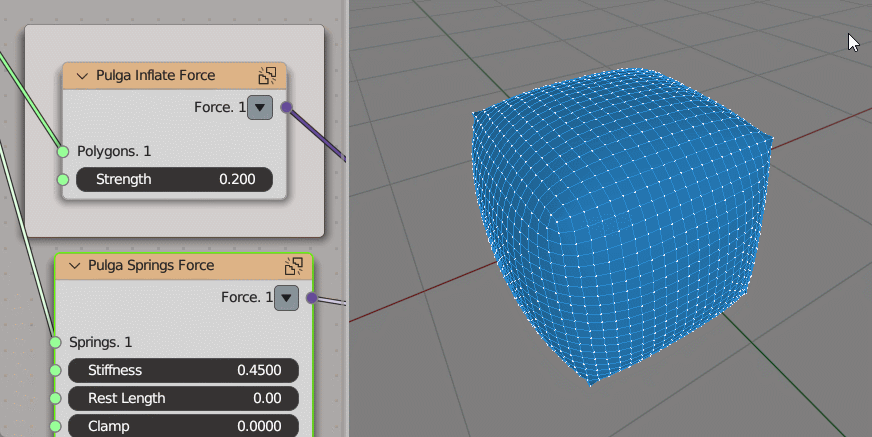 Pulga Inflate Force
Force. 1
Polygons. 1
Strength 0.200
Pulga Springs Force
Force. 1
Springs. 1
Stiffness 0.4500
Rest Length 0.00
Clamp 0.0000